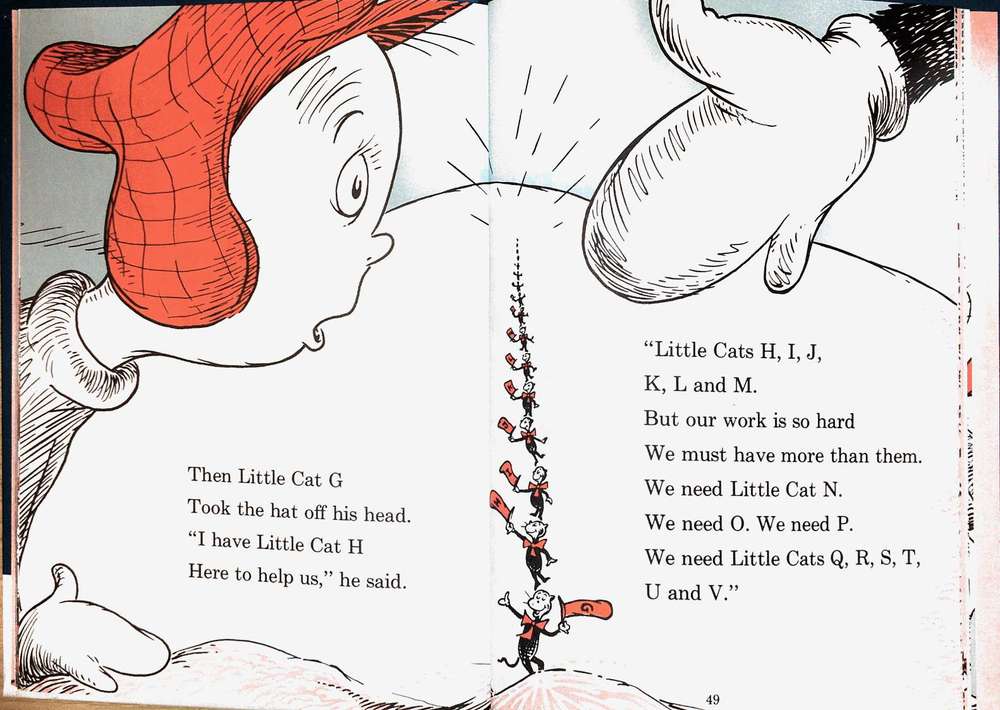 Then Little Cat G
Took the hat off his head.
“I have Little Cat H
Here to help us,” he said.
G
H
I
J
“Little Cats H, I, J,
K, L and M.
But our work is so hard
We must have more than them.
We need Little Cat N.
We need O. We need P.
We need Little Cats Q, R, S, T,
U and V.”
49